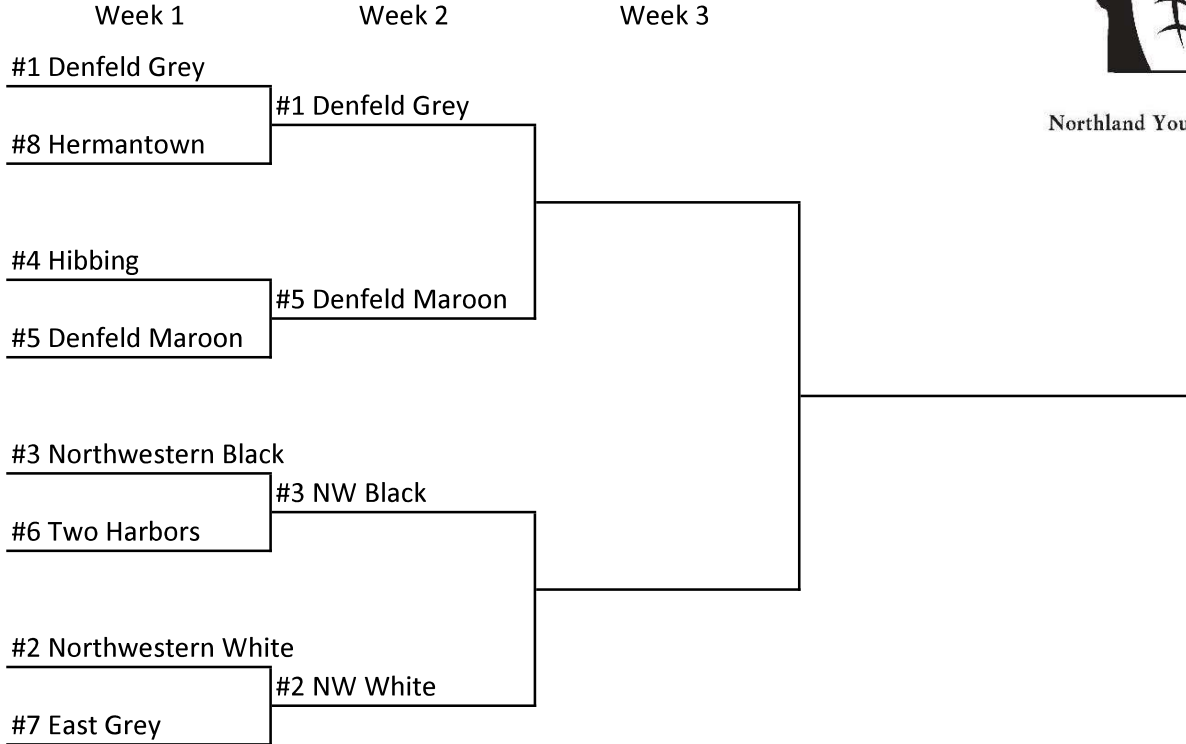 Week 1 Week 2 Week 3
#1 Denfeld Grey
#1 Denfeld Grey
Northland You
#8 Hermantown
#4 Hibbing
#5 Denfeld Maroon
#5 Denfeld Maroon
#3 Northwestern Black
#3 NW Black
#6 Two Harbors
#2 Northwestern White
#2 NW White
#7 East Grey